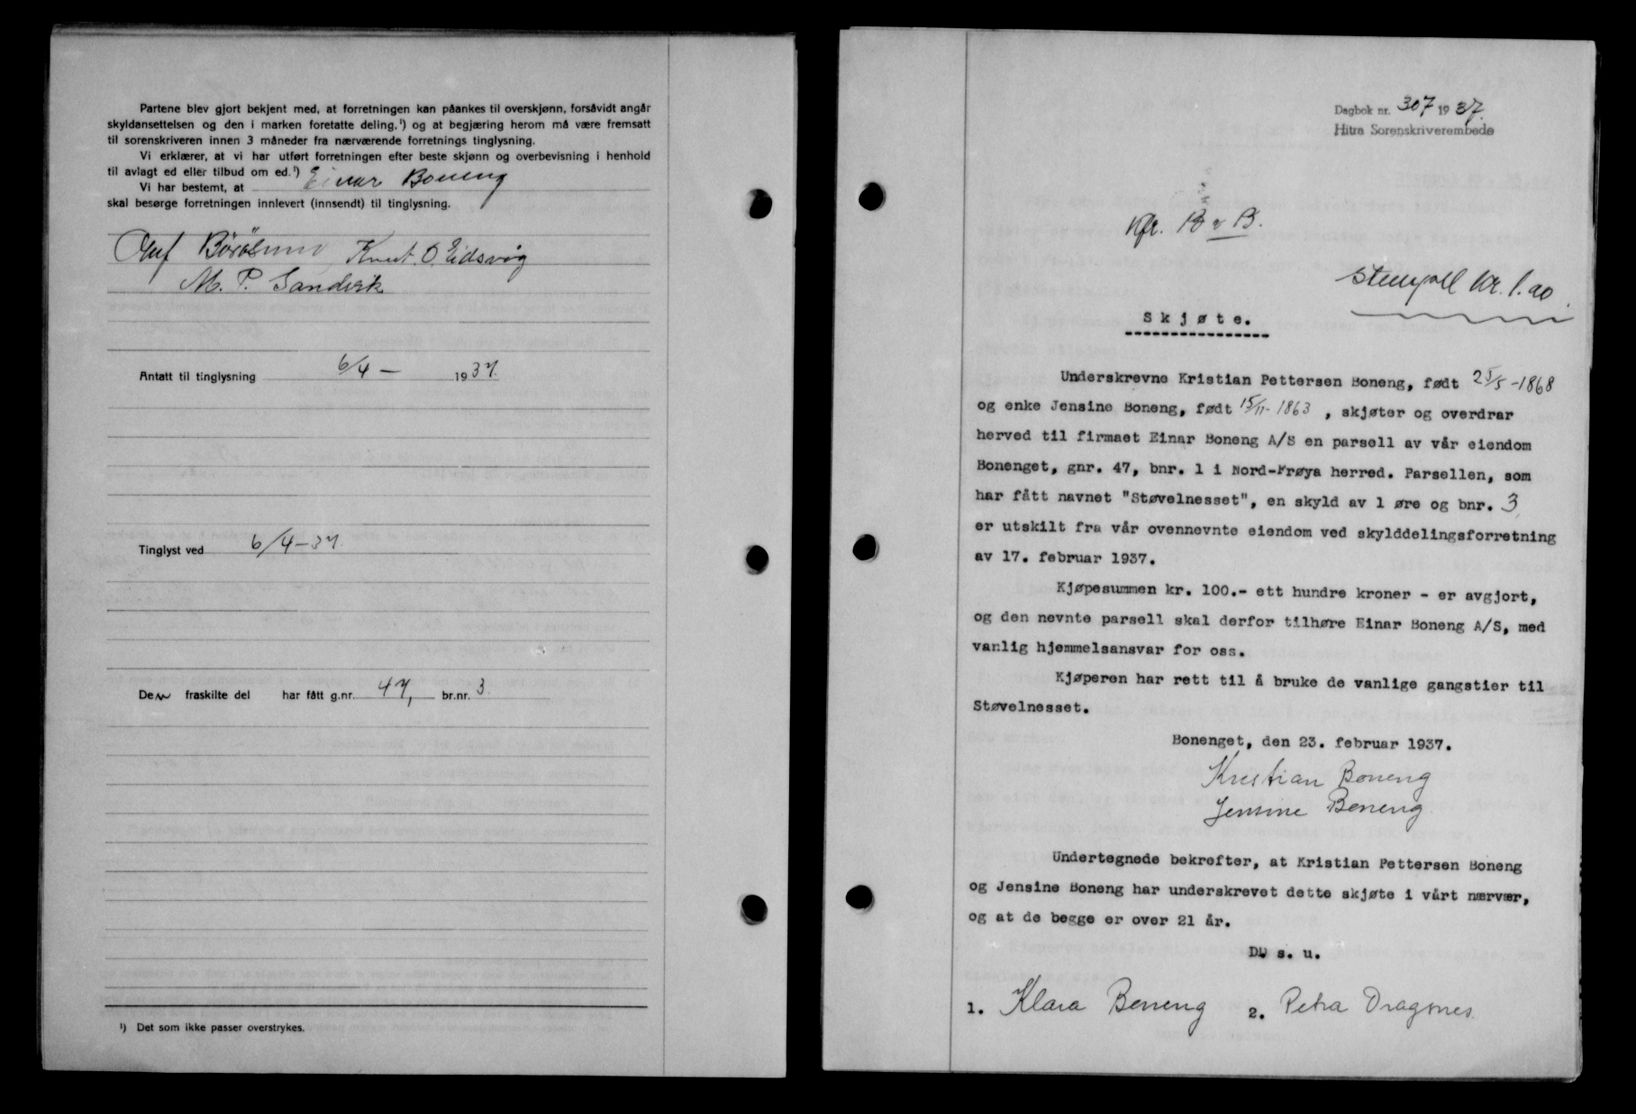 Partene blev gjort bekjent med, at forretningen kan påankes til overskjønn, forsåvidt angår
skyldansettelsen og den i marken foretatte deling,¹) og at begjæring herom må være fremsatt
til sorenskriveren innen 3 måneder fra nærværende forretnings tinglysning.
Vi erklærer, at vi har utført forretningen efter beste skjønn og overbevisning i henhold
til avlagt ed eller tilbud om ed.¹)
Vi har bestemt, at Einar Boneng
skal besørge forretningen innlevert (innsendt) til tinglysning.
Knut. O. Eidsvig
M. P. Sandvik
Antatt til tinglysning 6/4 – 1937.
Tinglyst ved 6/4–37.
Den fraskilte del har fått g.nr. 47, br.nr. 3.
¹) Det som ikke passer overstrykes.
Dagbok nr. 307 1937.
Hitra Sorenskriverembede
Stempel kr. 1.00.
Skjøte.
Underskrevne Kristian Pettersen Boneng, født 25/5-1868
og enke Jensine Boneng, født 15/11-1863, skjøter og overdrar
herved til firmaet Einar Boneng A/S en parsell av vår eiendom
Bonenget, gnr. 47, bnr. 1 i Nord-Frøya herred. Parsellen, som
har fått navnet "Støvelnesset", en skyld av 1 øre og bnr. 3
er utskilt fra vår ovennevnte eiendom ved skylddelingsforretning
av 17. februar 1937.
Kjøpesummen kr. 100.- ett hundre kroner - er avgjort,
og den nevnte parsell skal derfor tilhøre Einar Boneng A/S, med
vanlig hjemmelsansvar for oss.
Kjøperen har rett til å bruke de vanlige gangstier til
Støvelnesset.
Bonenget, den 23. februar 1937.
Kristian Boneng
Jensine Boneng.
Undertegnede bekrefter, at Kristian Pettersen Boneng
og Jensine Boneng har underskrevet dette skjøte i vårt nærvær,
og at de begge er over 21 år.
D s. u.
1. Klara Boneng 2. Petra Dragsnes.